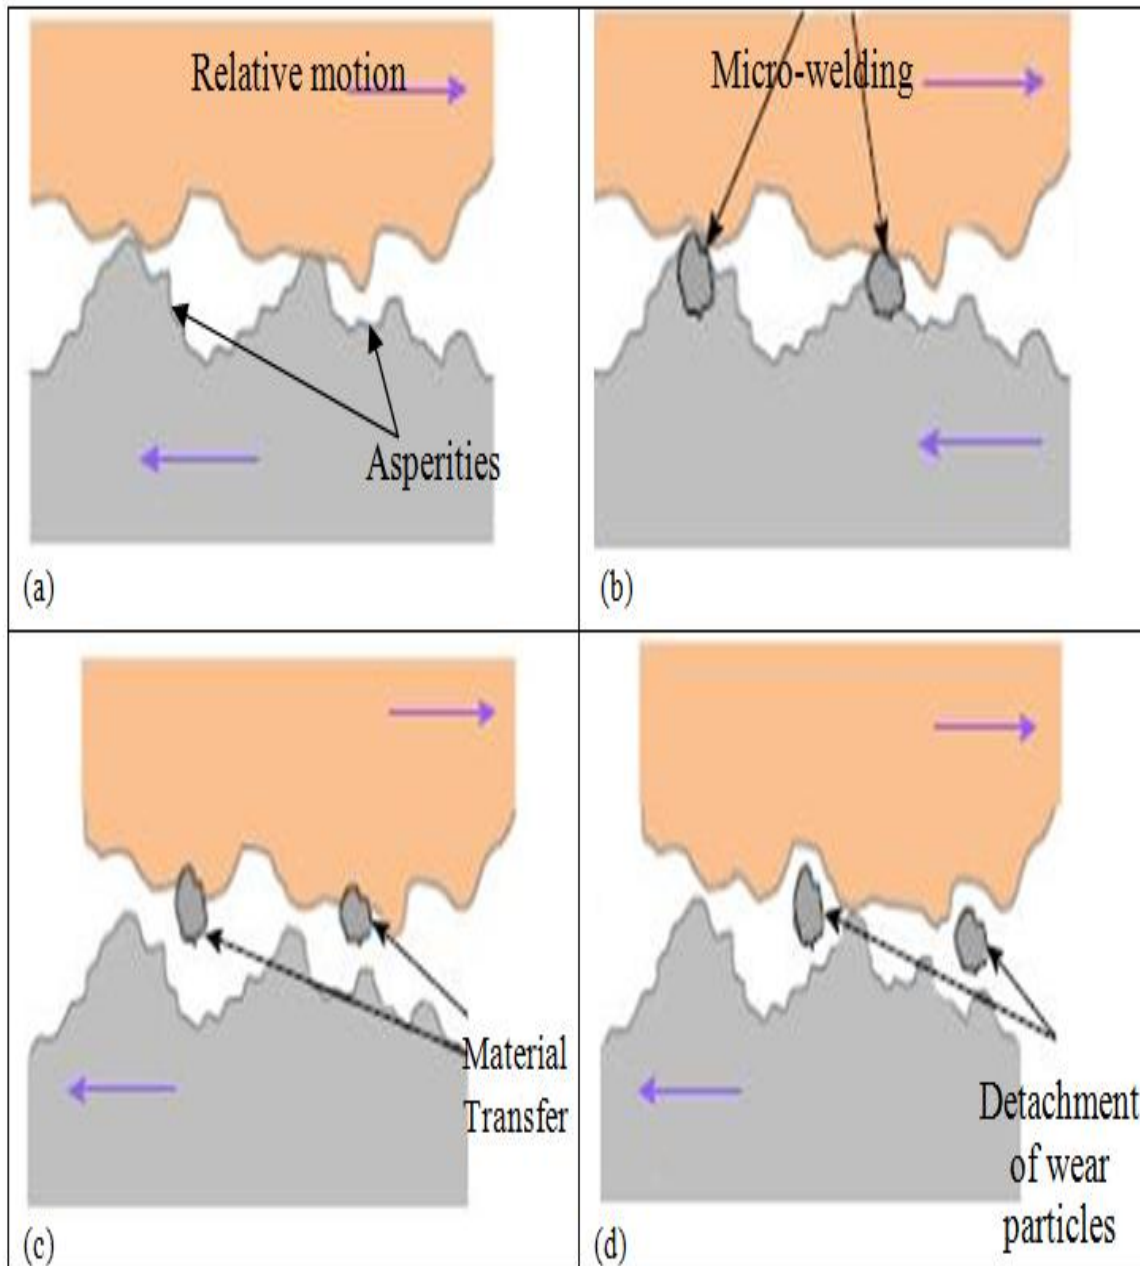 Relative motion
Asperities
(a)
Micro-welding
(b)
Material
Transfer
(c)
Detachment
of wear
particles
(d)